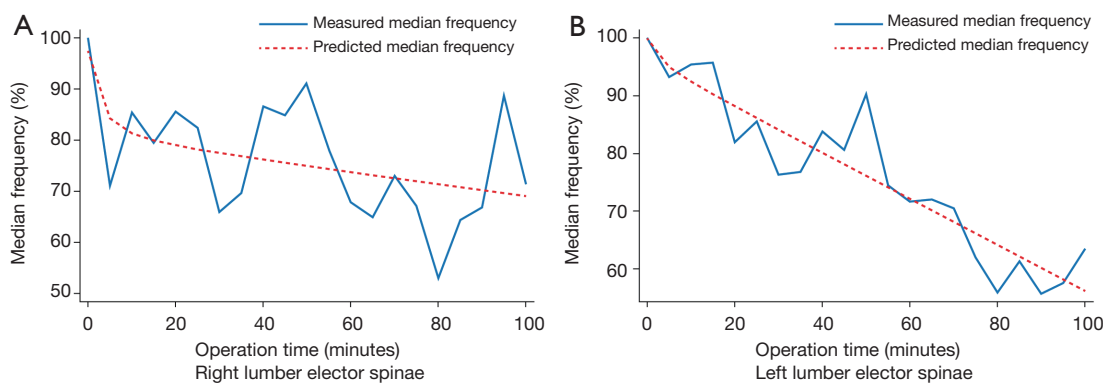 A
Measured median frequency
Predicted median frequency
100
90
80
70
60
50
Median frequency (%)
0 20 40 60 80 100
Operation time (minutes)
Right lumber elector spinae
B
Measured median frequency
Predicted median frequency
100
90
80
70
60
Median frequency (%)
0 20 40 60 80 100
Operation time (minutes)
Left lumber elector spinae